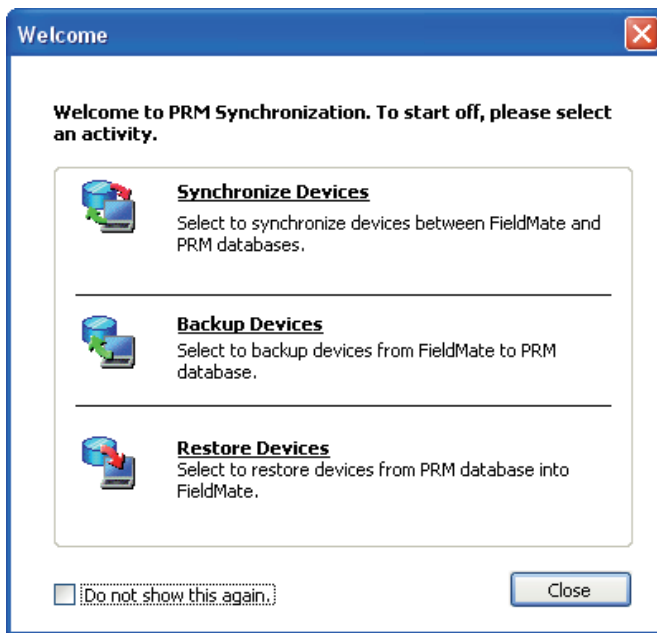 Welcome
Welcome to PRM Synchronization. To start off, please select
an activity.
Synchronize Devices
Select to synchronize devices between FieldMate and
PRM databases.
Backup Devices
Select to backup devices from FieldMate to PRM
database.
Restore Devices
Select to restore devices from PRM database into
FieldMate.
Do not show this again.
Close